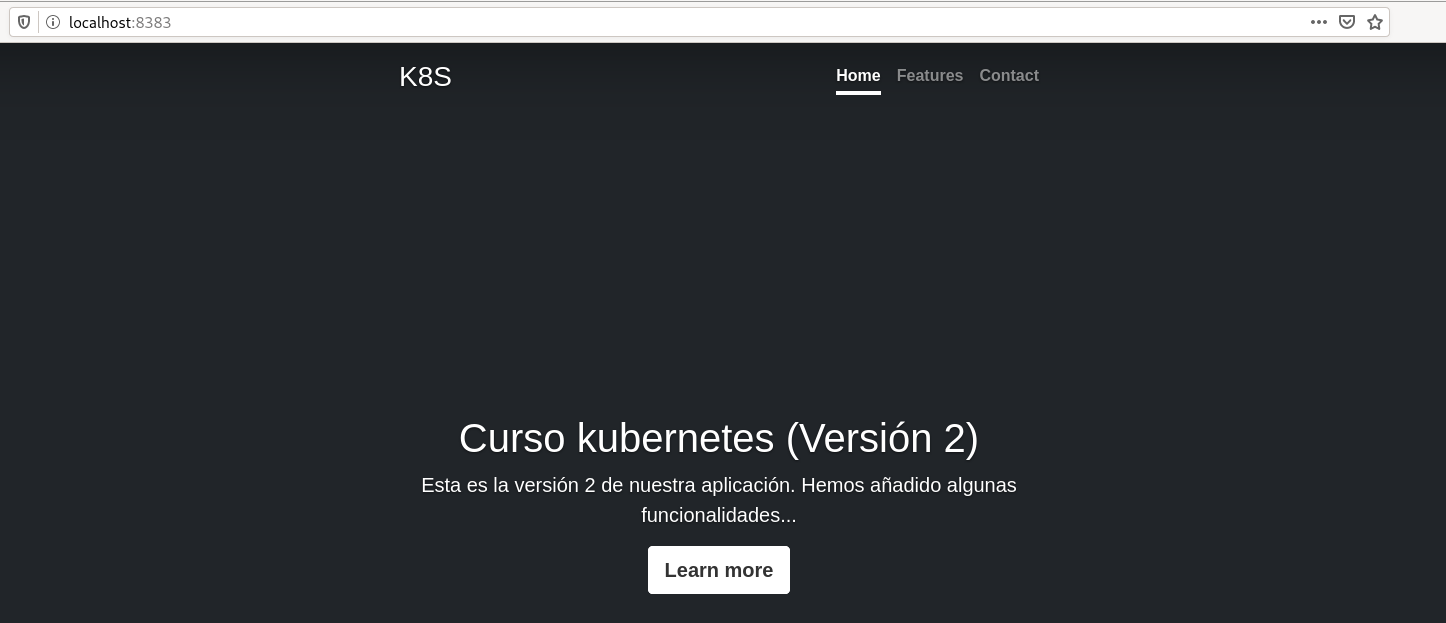 localhost:8383
K8S
Home Features Contact
Curso kubernetes (Versión 2)
Esta es la versión 2 de nuestra aplicación. Hemos añadido algunas
funcionalidades...
Learn more